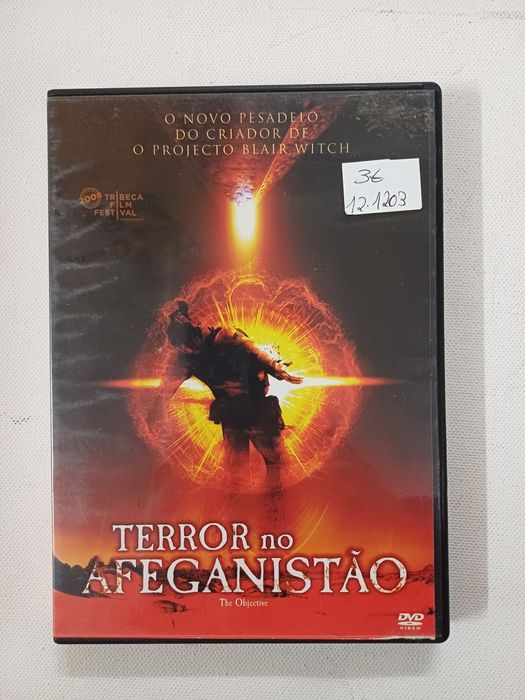 O NOVO PESADELO
DO CRIADOR DE
O PROJECTO BLAIR WITCH
3€
12.1203
2008 TRIBECA
FILM
FESTIVAL
TERROR no
AFEGANISTÃO
The Objective
DVD
VIDEO